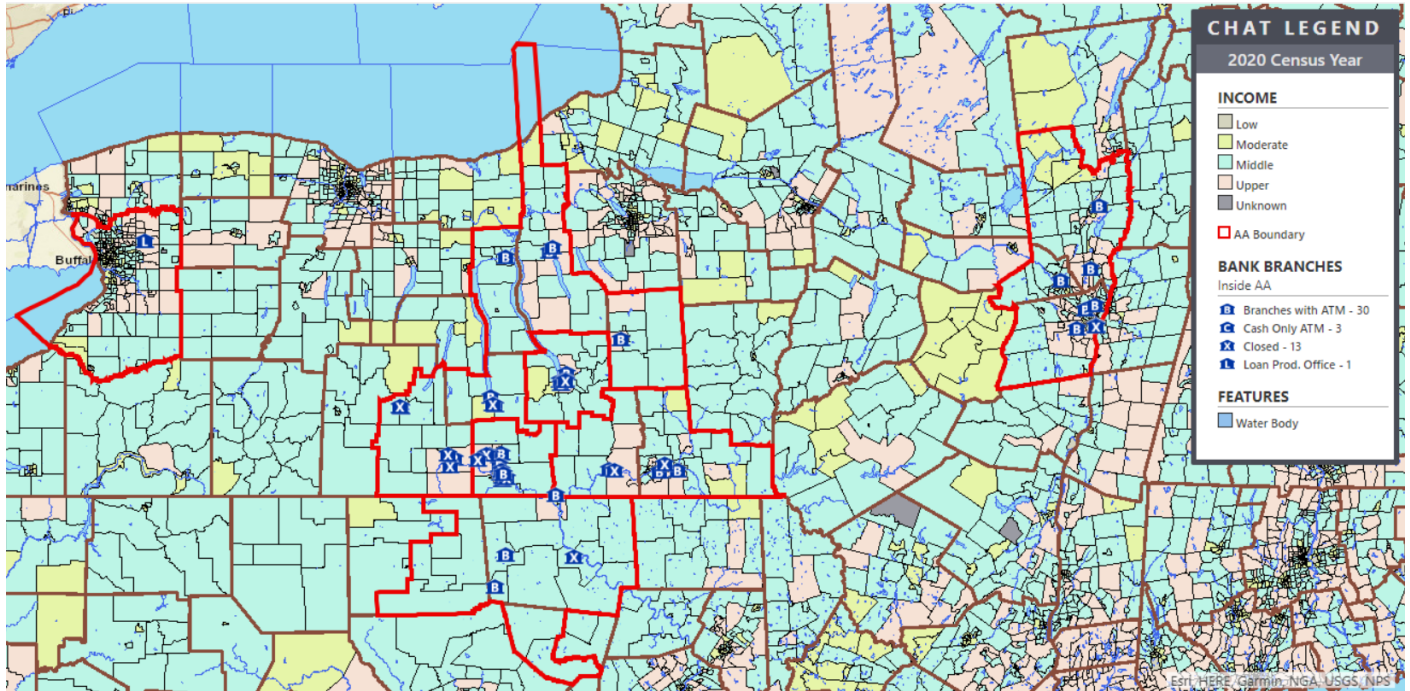 CHAT LEGEND
2020 Census Year
INCOME
Low
Moderate
Middle
Upper
Unknown
AA Boundary
BANK BRANCHES
Inside AA
B Branches with ATM - 30
C Cash Only ATM - 3
X Closed - 13
L Loan Prod. Office - 1
FEATURES
Water Body
narines
L
Buffal
B
B
B
B
B
B
B
B
X
B
X
X
X
X
X
X
B
B
X
X
B
B
B
X
B
Esri, HERE, Garmin, NGA, USGS, NPS